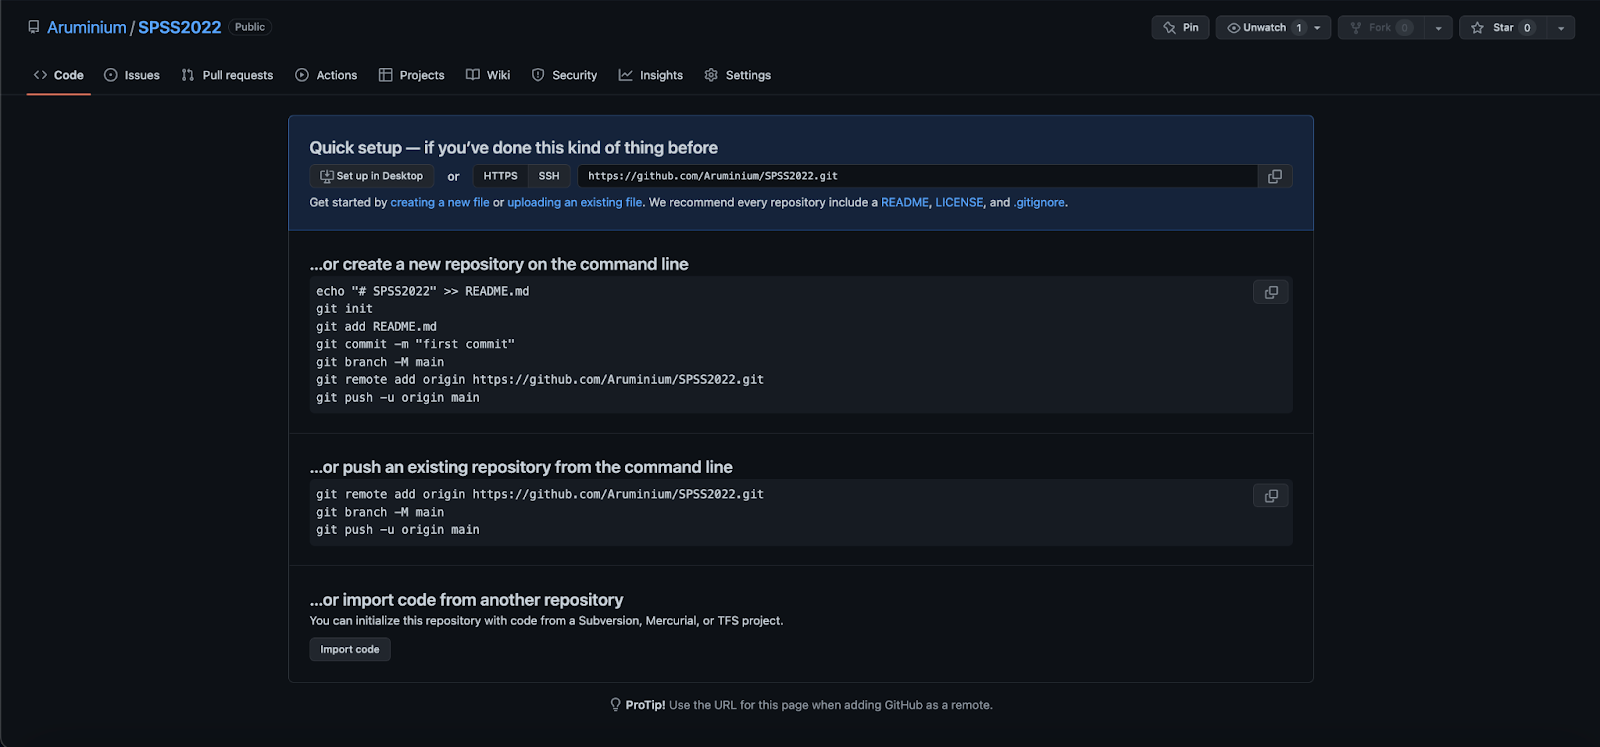 Aruminium / SPSS2022 Public
Pin Unwatch 1 Fork 0 Star 0
Code Issues Pull requests Actions Projects Wiki Security Insights Settings
Quick setup — if you’ve done this kind of thing before
Set up in Desktop or HTTPS SSH https://github.com/Aruminium/SPSS2022.git
Get started by creating a new file or uploading an existing file. We recommend every repository include a README, LICENSE, and .gitignore.
…or create a new repository on the command line
echo "# SPSS2022" >> README.md
git init
git add README.md
git commit -m "first commit"
git branch -M main
git remote add origin https://github.com/Aruminium/SPSS2022.git
git push -u origin main
…or push an existing repository from the command line
git remote add origin https://github.com/Aruminium/SPSS2022.git
git branch -M main
git push -u origin main
…or import code from another repository
You can initialize this repository with code from a Subversion, Mercurial, or TFS project.
Import code
ProTip! Use the URL for this page when adding GitHub as a remote.